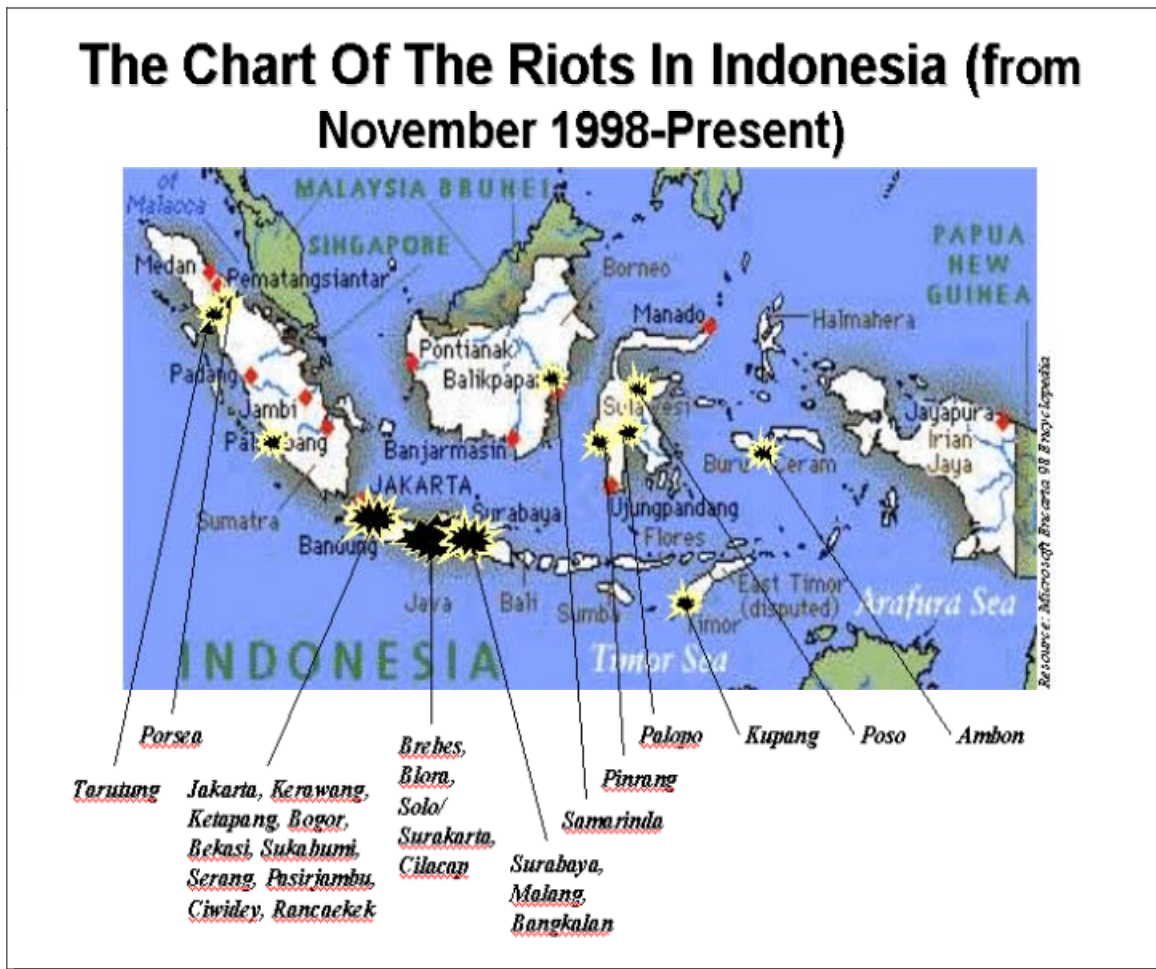 The Chart Of The Riots In Indonesia (from
November 1998-Present)
of
Malacca
MALAYSIA BRUNEI
SINGAPORE
PAPUA
NEW
GUINEA
Medan
Pematangsiantar
Borneo
Manado
Halmahera
Pontianak
Balikpapa
Padang
Jambi
Sulawesi
Jayapura
Irian
Jaya
Banjarmasin
Buru
Ceram
JAKARTA
Surabaya
Ujungpandang
Sumatra
Bandung
Flores
Java
Bali
Sumba
Timor
East Timor
(disputed)
Arafura Sea
INDONESIA
Timor Sea
Resource: Microsoft Encarta 98 Encyclopedia
Porsea
Tarutung
Jakarta, Kerawang,
Ketapang, Bogor,
Bekasi, Sukabumi,
Serang, Pasirjambu,
Ciwidey, Rancaekek
Brebes,
Blora,
Solo/
Surakarta,
Cilacap
Surabaya,
Malang,
Bangkalan
Samarinda
Pinrang
Palopo
Kupang
Poso
Ambon